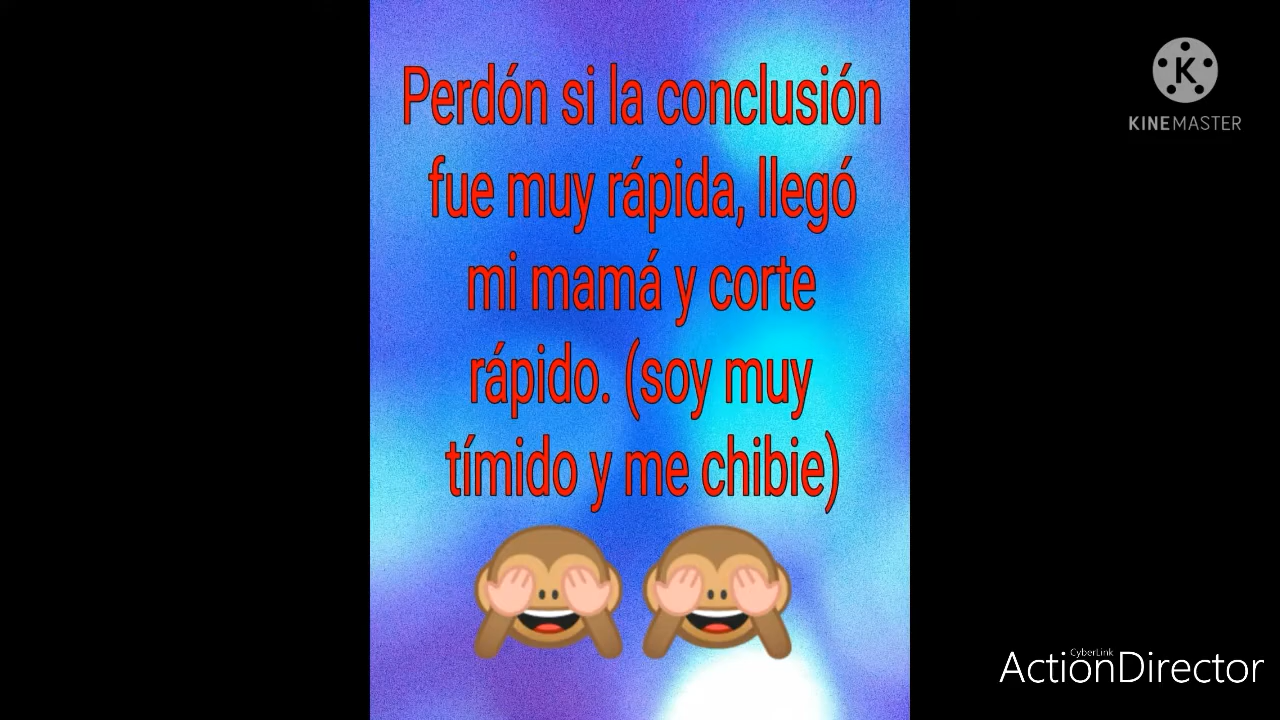 Perdón si la conclusión
fue muy rápida, llegó
mi mamá y corte
rápido. (soy muy
tímido y me chibie)
K
KINEMASTER
CyberLink
ActionDirector